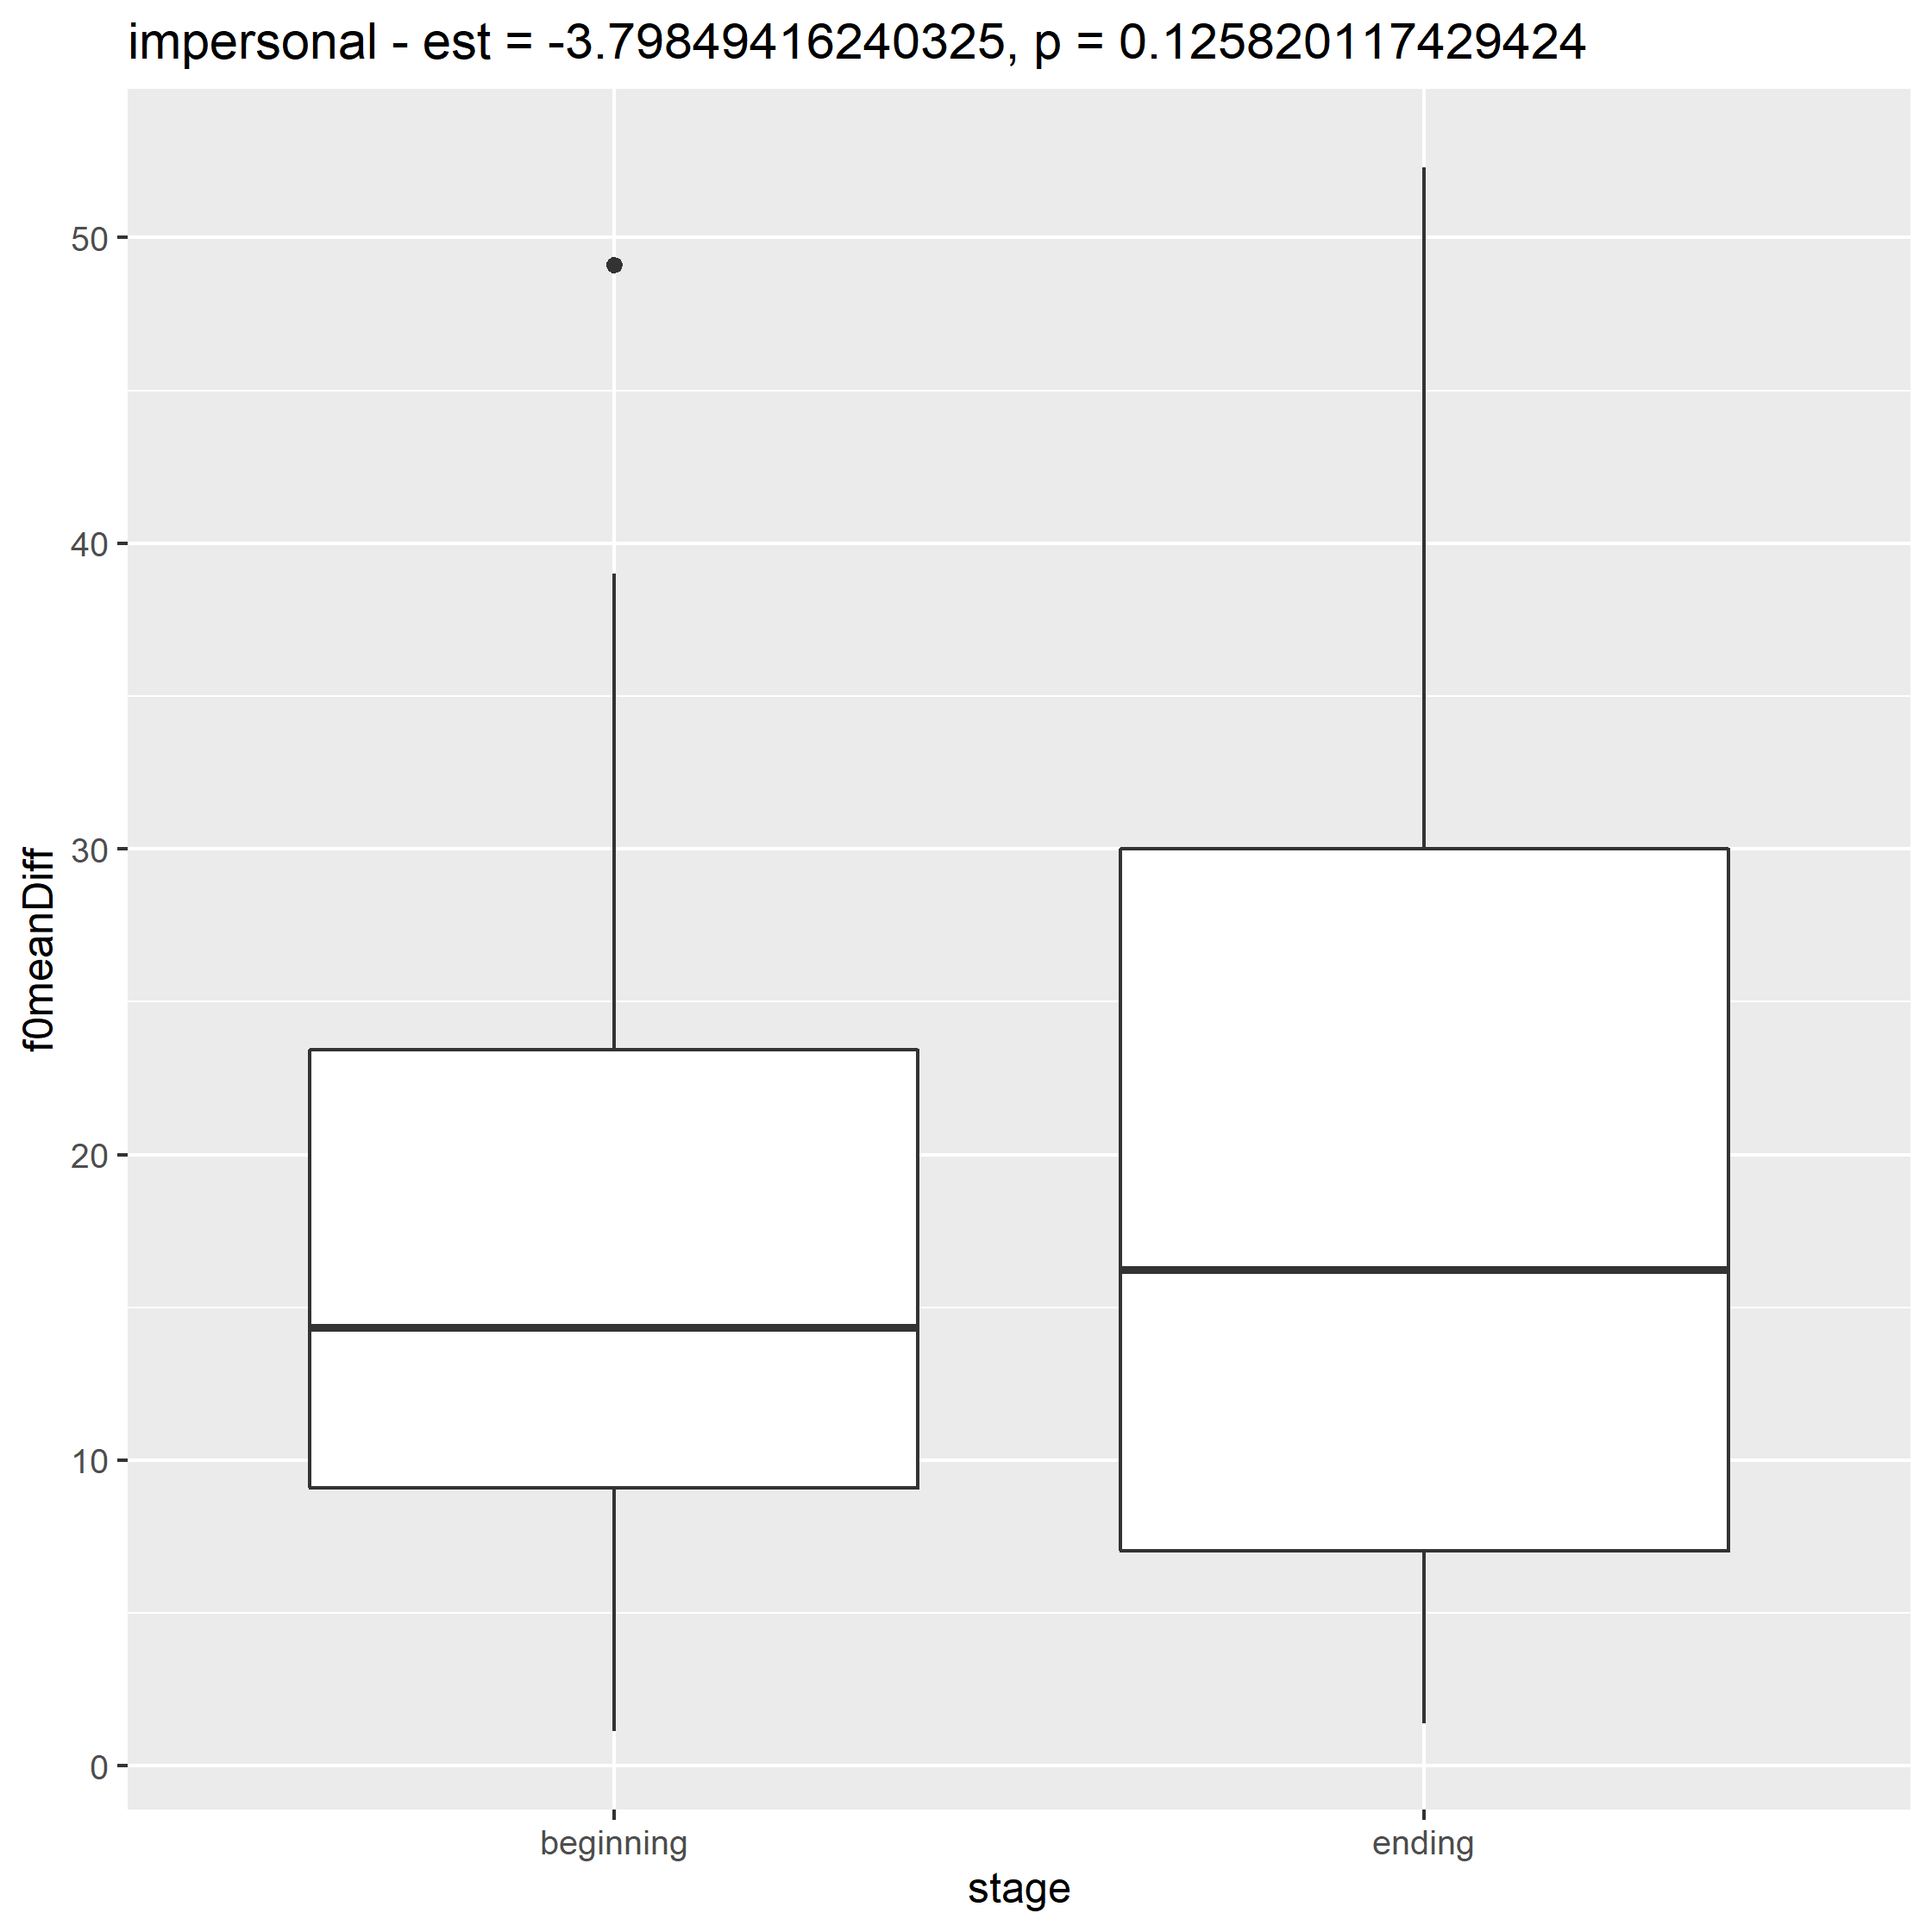 impersonal - est = -3.79849416240325, p = 0.125820117429424
f0meanDiff
50
40
30
20
10
0
beginning ending
stage